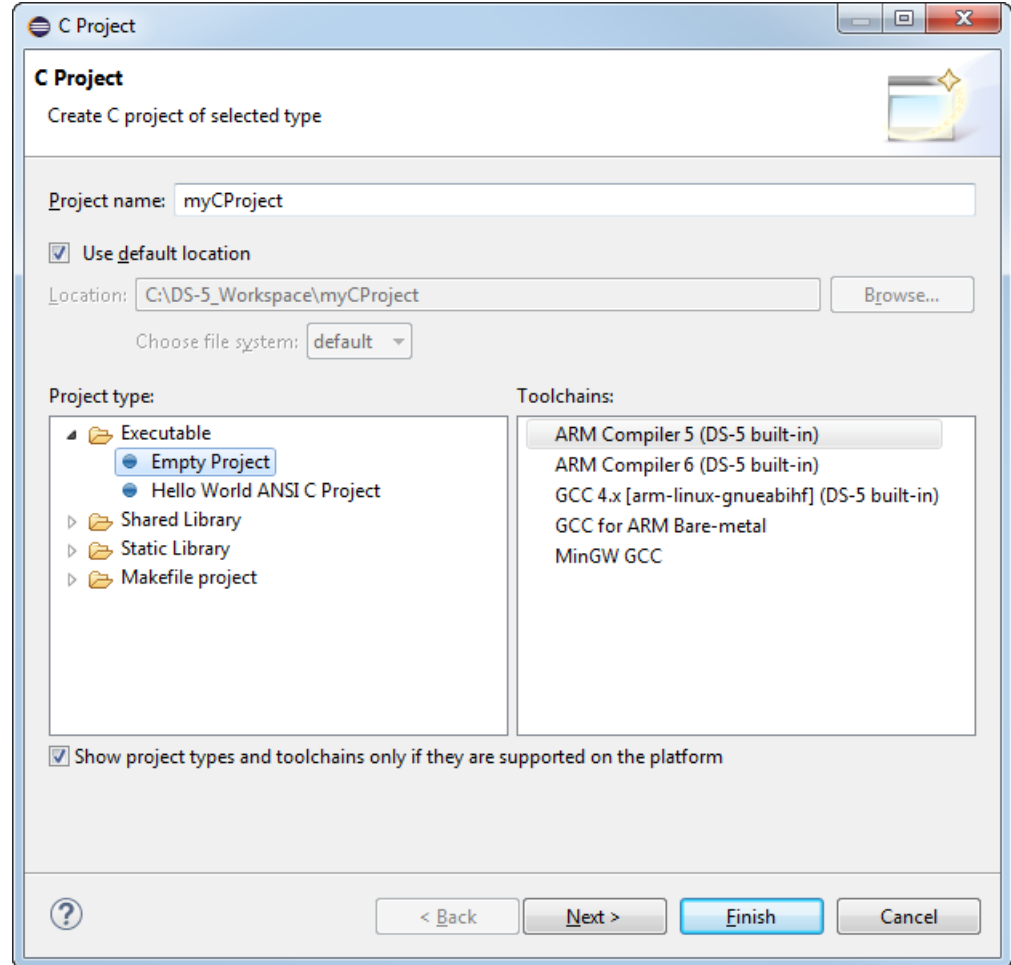 C Project
C Project
Create C project of selected type
Project name: myCProject
Use default location
Location: C:\DS-5_Workspace\myCProject Browse...
Choose file system: default
Project type: Toolchains:
Executable
Empty Project
Hello World ANSI C Project
Shared Library
Static Library
Makefile project
ARM Compiler 5 (DS-5 built-in)
ARM Compiler 6 (DS-5 built-in)
GCC 4.x [arm-linux-gnueabihf] (DS-5 built-in)
GCC for ARM Bare-metal
MinGW GCC
Show project types and toolchains only if they are supported on the platform
? < Back Next > Finish Cancel